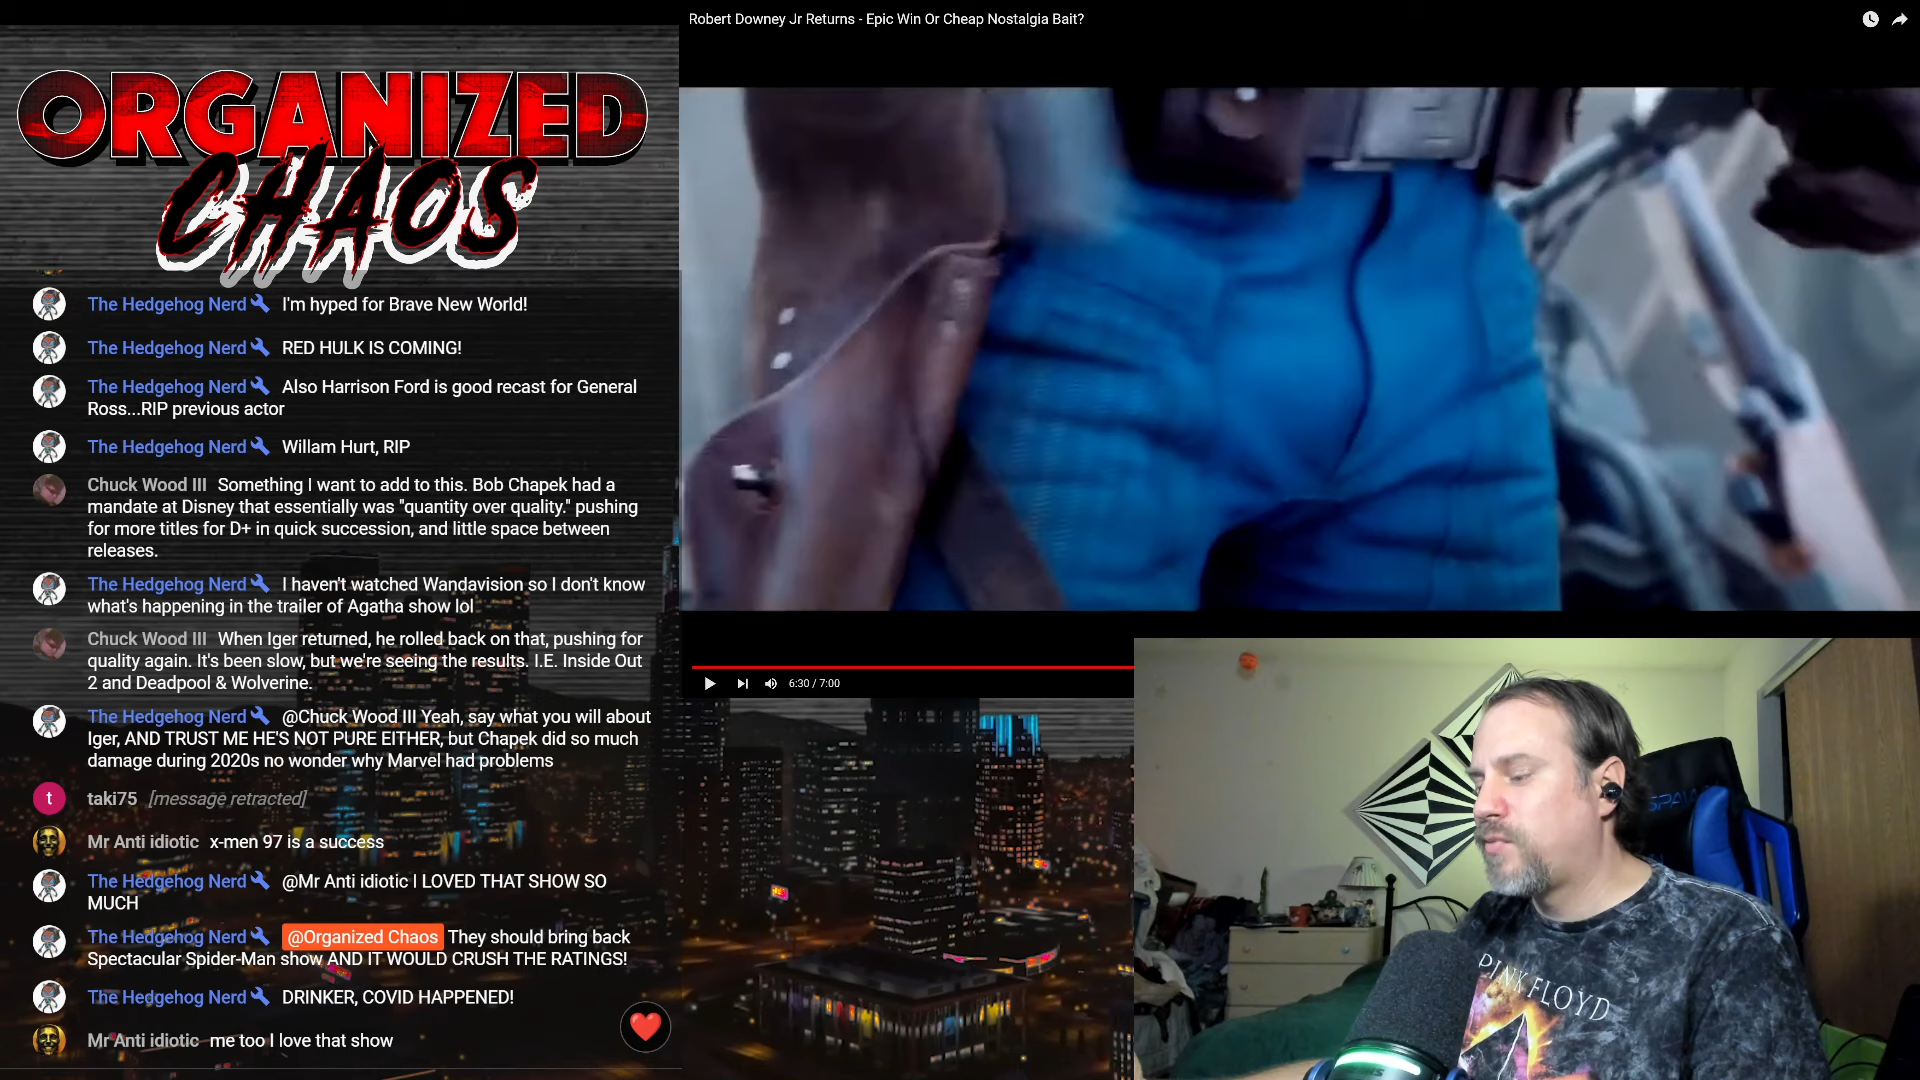 Robert Downey Jr Returns - Epic Win Or Cheap Nostalgia Bait?
ORGANIZED
CHAOS
The Hedgehog Nerd I'm hyped for Brave New World!
The Hedgehog Nerd RED HULK IS COMING!
The Hedgehog Nerd Also Harrison Ford is good recast for General
Ross...RIP previous actor
The Hedgehog Nerd Willam Hurt, RIP
Chuck Wood III Something I want to add to this. Bob Chapek had a
mandate at Disney that essentially was "quantity over quality." pushing
for more titles for D+ in quick succession, and little space between
releases.
The Hedgehog Nerd I haven't watched Wandavision so I don't know
what's happening in the trailer of Agatha show lol
Chuck Wood III When Iger returned, he rolled back on that, pushing for
quality again. It's been slow, but we're seeing the results. I.E. Inside Out
2 and Deadpool & Wolverine.
The Hedgehog Nerd @Chuck Wood III Yeah, say what you will about
Iger, AND TRUST ME HE'S NOT PURE EITHER, but Chapek did so much
damage during 2020s no wonder why Marvel had problems
t taki75 [message retracted]
Mr Anti idiotic x-men 97 is a success
The Hedgehog Nerd @Mr Anti idiotic I LOVED THAT SHOW SO
MUCH
The Hedgehog Nerd @Organized Chaos They should bring back
Spectacular Spider-Man show AND IT WOULD CRUSH THE RATINGS!
The Hedgehog Nerd DRINKER, COVID HAPPENED!
Mr Anti idiotic me too I love that show
6:30 / 7:00
PINK FLOYD